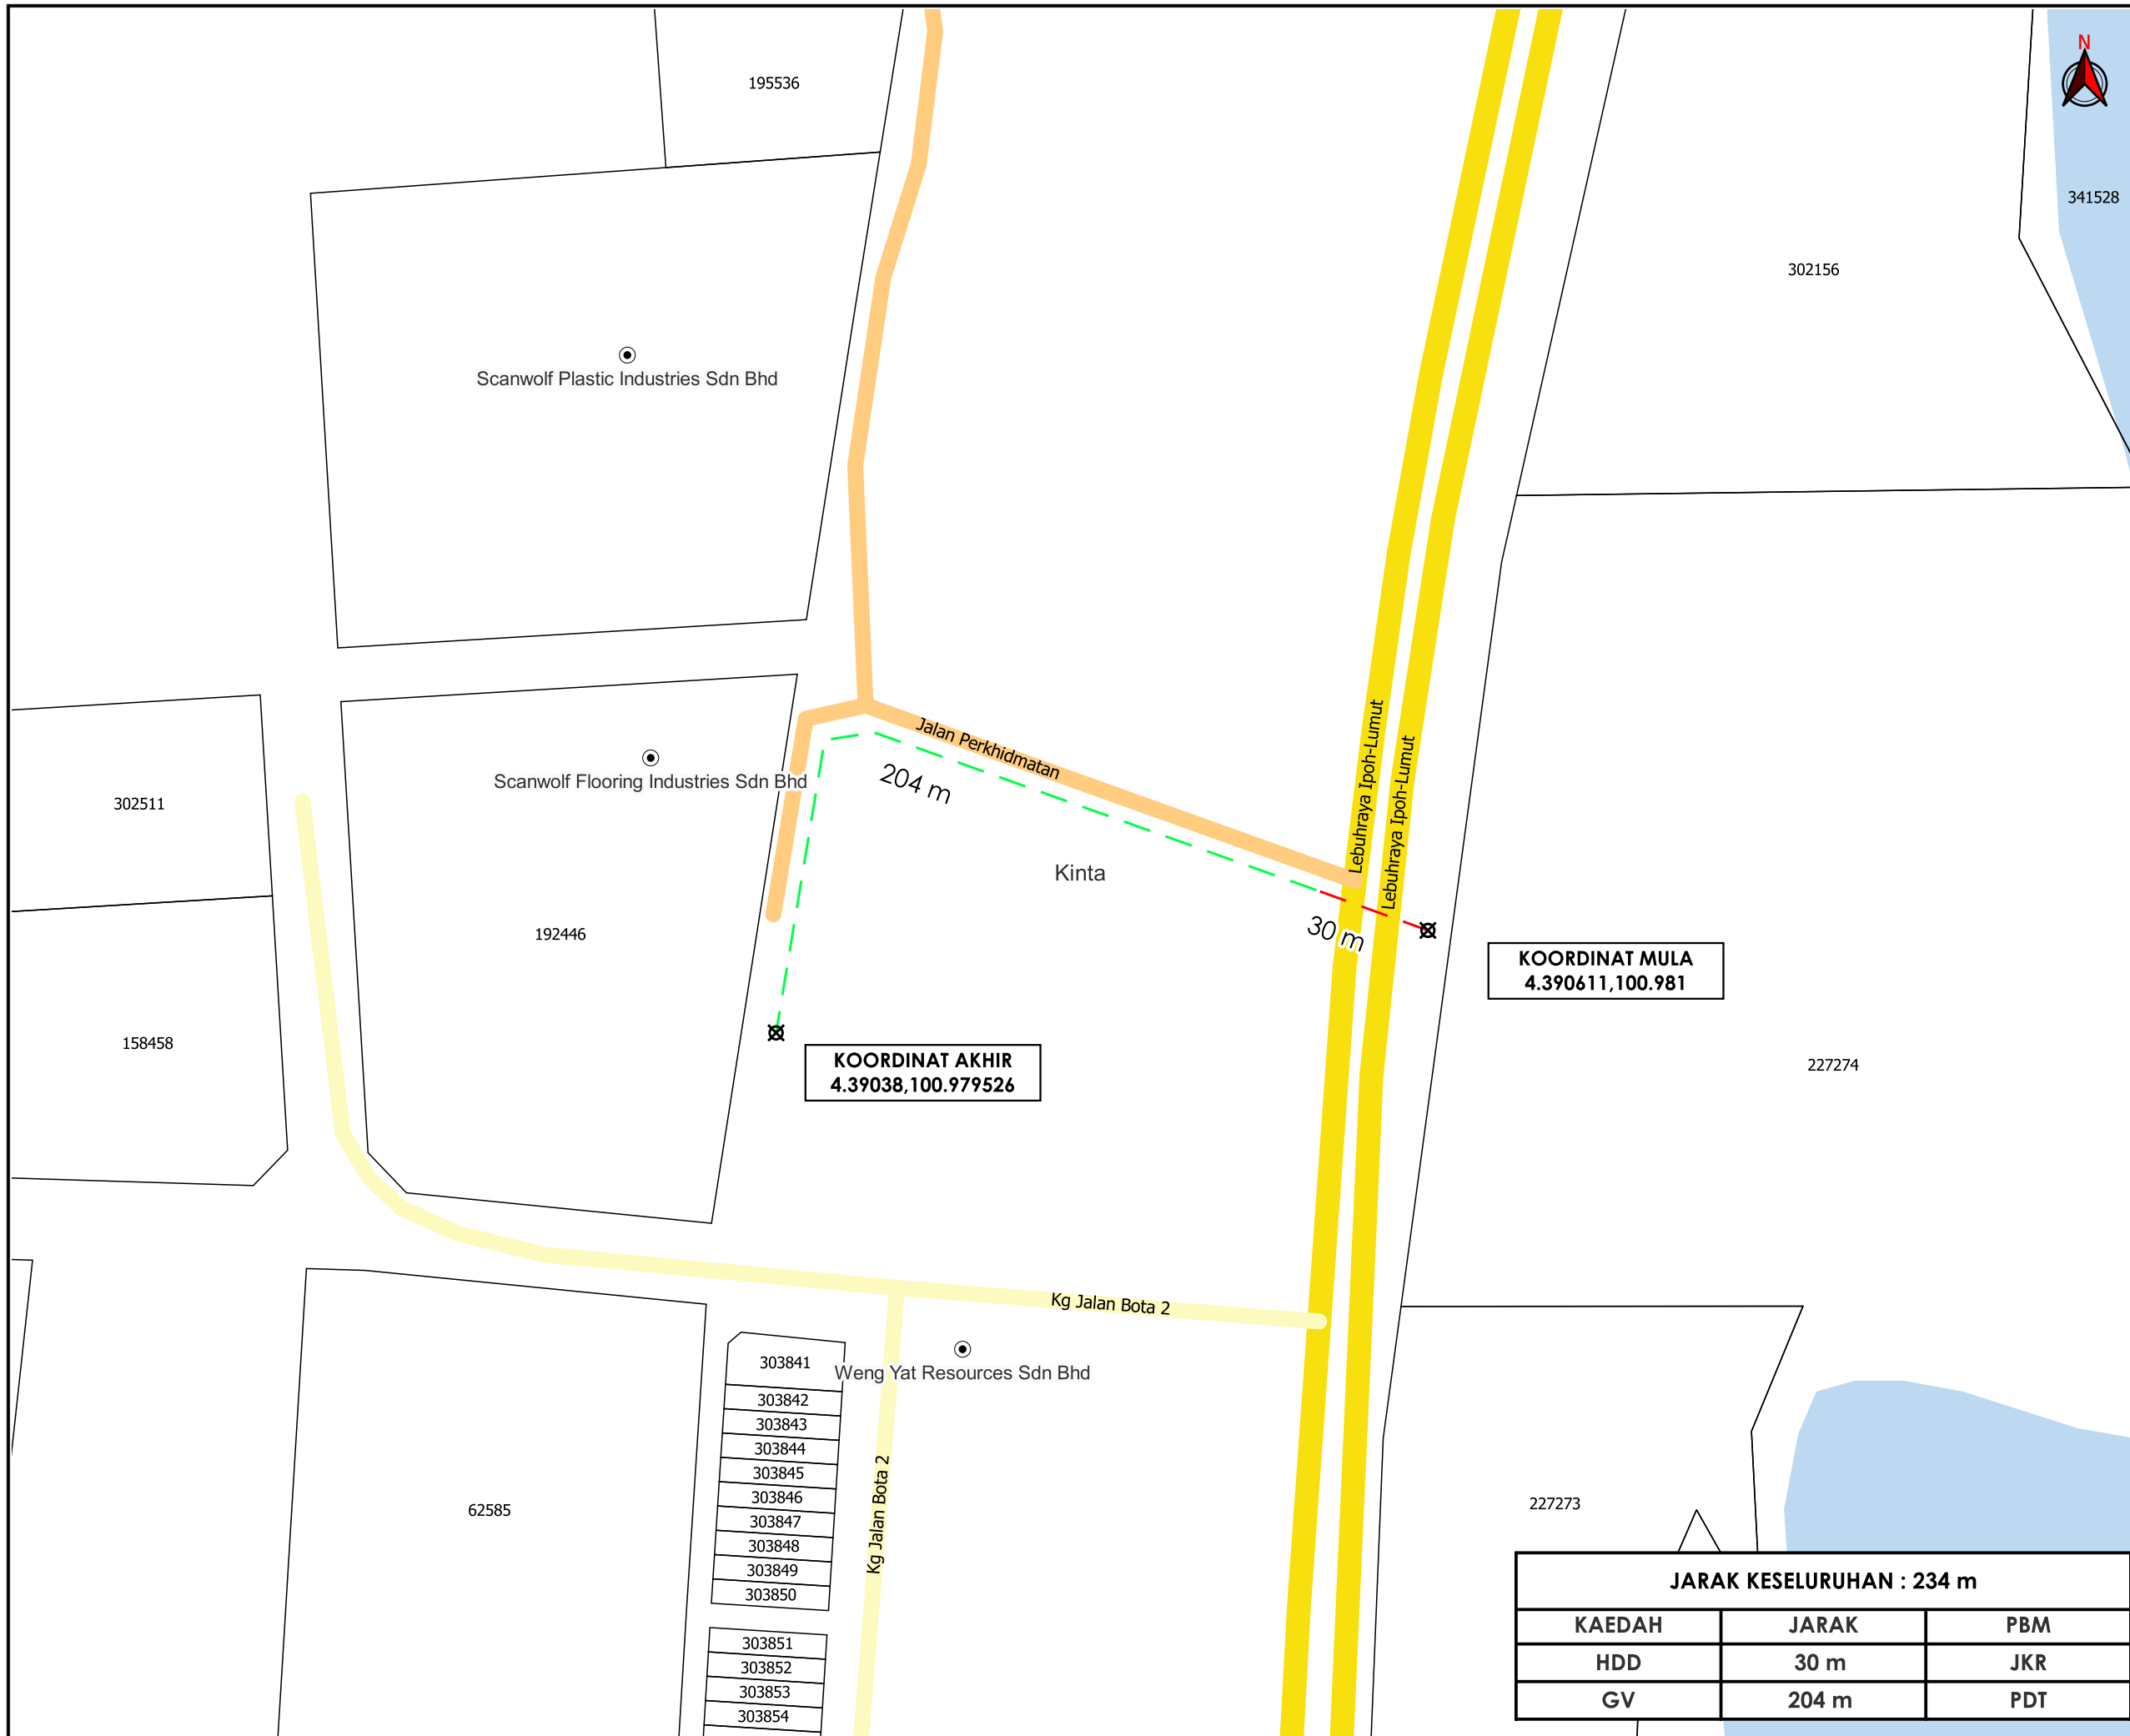 N
195536
341528
302156
Scanwolf Plastic Industries Sdn Bhd
Lebuhraya Ipoh-Lumut
Lebuhraya Ipoh-Lumut
Jalan Perkhidmatan
204 m
Scanwolf Flooring Industries Sdn Bhd
302511
Kinta
192446
30 m
KOORDINAT MULA
4.390611,100.981
158458
KOORDINAT AKHIR
4.39038,100.979526
227274
Kg Jalan Bota 2
Weng Yat Resources Sdn Bhd
303841
303842
303843
303844
303845
303846
303847
303848
303849
303850
Kg Jalan Bota 2
62585
227273
303851
303852
303853
303854
JARAK KESELURUHAN : 234 m
KAEDAH JARAK PBM
HDD 30 m JKR
GV 204 m PDT